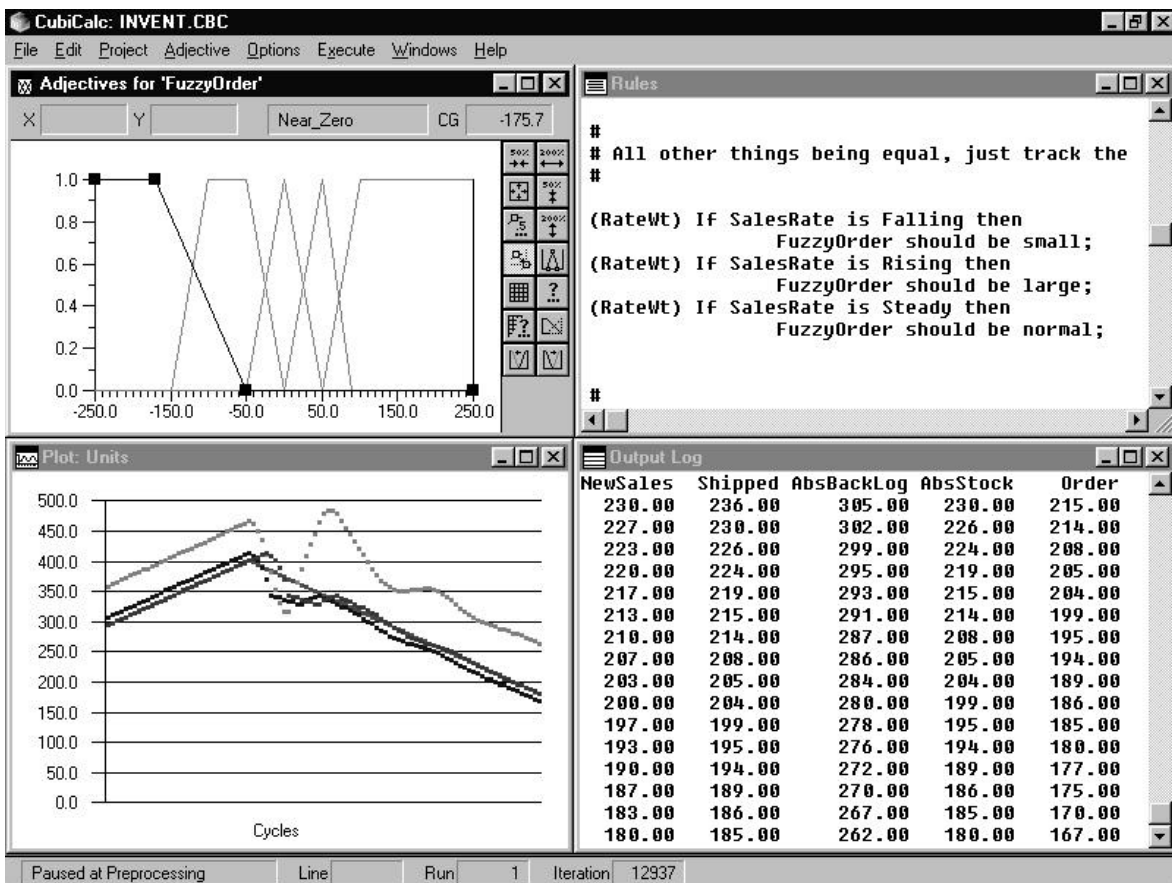 CubiCalc: INVENT.CBC
File Edit Project Adjective Options Execute Windows Help
Adjectives for 'FuzzyOrder'
X Y Near_Zero CG -175.7
50% 200%
50%
.5 200%
?
?
1.0
0.8
0.6
0.4
0.2
0.0
-250.0 -150.0 -50.0 50.0 150.0 250.0
Rules
#
# All other things being equal, just track the
#
(RateWt) If SalesRate is Falling then
FuzzyOrder should be small;
(RateWt) If SalesRate is Rising then
FuzzyOrder should be large;
(RateWt) If SalesRate is Steady then
FuzzyOrder should be normal;
#
Plot: Units
500.0
450.0
400.0
350.0
300.0
250.0
200.0
150.0
100.0
50.0
0.0
Cycles
Output Log
NewSales Shipped AbsBackLog AbsStock Order
230.00 236.00 305.00 230.00 215.00
227.00 230.00 302.00 226.00 214.00
223.00 226.00 299.00 224.00 208.00
220.00 224.00 295.00 219.00 205.00
217.00 219.00 293.00 215.00 204.00
213.00 215.00 291.00 214.00 199.00
210.00 214.00 287.00 208.00 195.00
207.00 208.00 286.00 205.00 194.00
203.00 205.00 284.00 204.00 189.00
200.00 204.00 280.00 199.00 186.00
197.00 199.00 278.00 195.00 185.00
193.00 195.00 276.00 194.00 180.00
190.00 194.00 272.00 189.00 177.00
187.00 189.00 270.00 186.00 175.00
183.00 186.00 267.00 185.00 170.00
180.00 185.00 262.00 180.00 167.00
Paused at Preprocessing Line Run 1 Iteration 12937